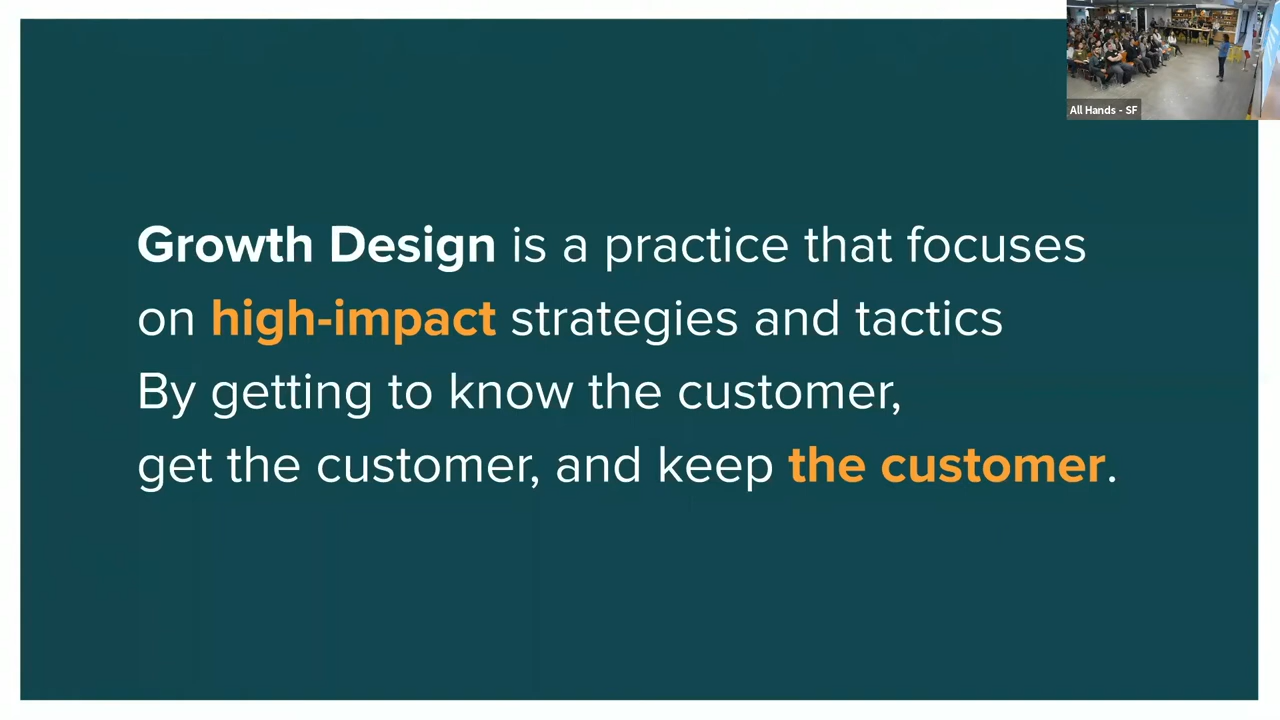 All Hands - SF
Growth Design is a practice that focuses
on high-impact strategies and tactics
By getting to know the customer,
get the customer, and keep the customer.